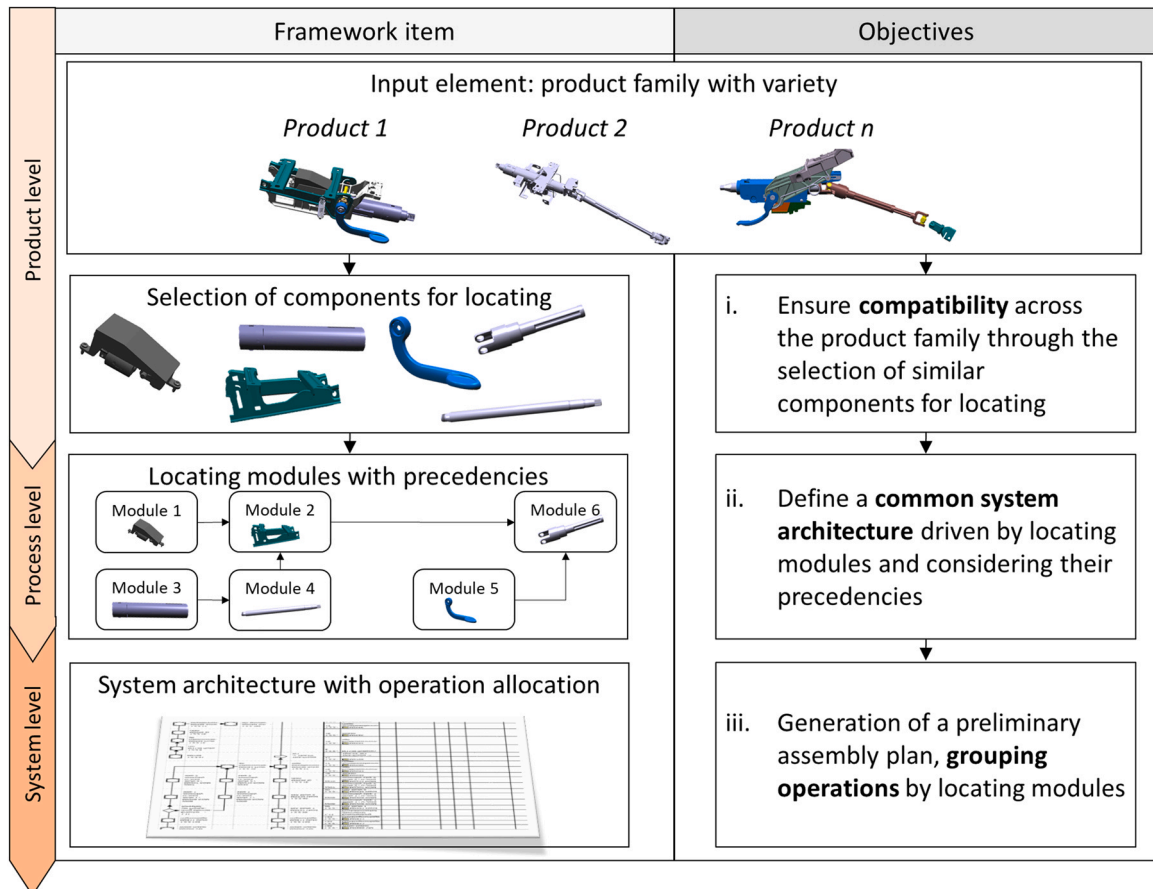 Framework item
Objectives
Product level
Input element: product family with variety
Product 1
Product 2
Product n
Selection of components for locating
i. Ensure compatibility across
the product family through the
selection of similar
components for locating
Process level
Locating modules with precedencies
Module 1
Module 2
Module 6
Module 3
Module 4
Module 5
ii. Define a common system
architecture driven by locating
modules and considering their
precedencies
System level
System architecture with operation allocation
iii. Generation of a preliminary
assembly plan, grouping
operations by locating modules